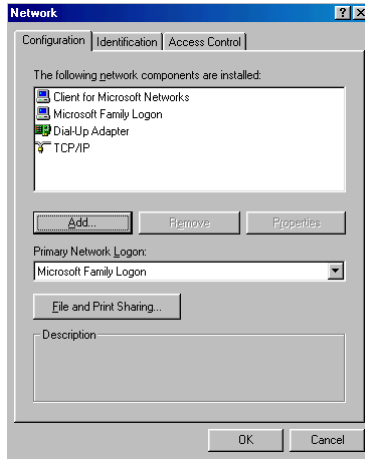 Network
Configuration Identification Access Control
The following network components are installed:
Client for Microsoft Networks
Microsoft Family Logon
Dial-Up Adapter
TCP/IP
Add... Remove Properties
Primary Network Logon:
Microsoft Family Logon
File and Print Sharing...
Description
OK Cancel